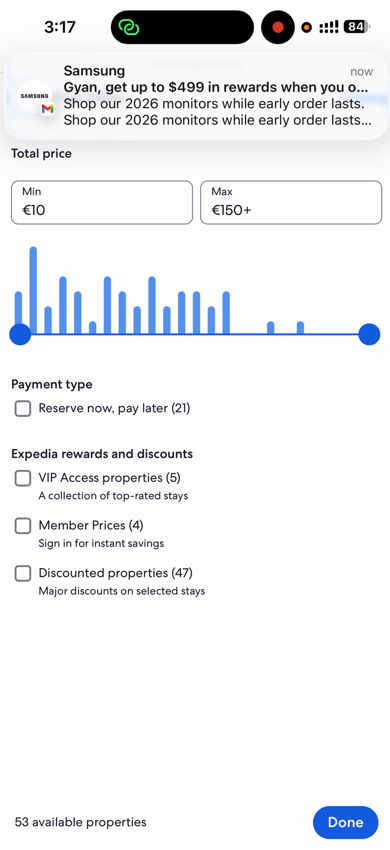 3:17
84
Samsung
now
SAMSUNG
Gyan, get up to $499 in rewards when you o...
Shop our 2026 monitors while early order lasts.
Shop our 2026 monitors while early order lasts...
Total price
Min
€10
Max
€150+
Payment type
Reserve now, pay later (21)
Expedia rewards and discounts
VIP Access properties (5)
A collection of top-rated stays
Member Prices (4)
Sign in for instant savings
Discounted properties (47)
Major discounts on selected stays
53 available properties
Done